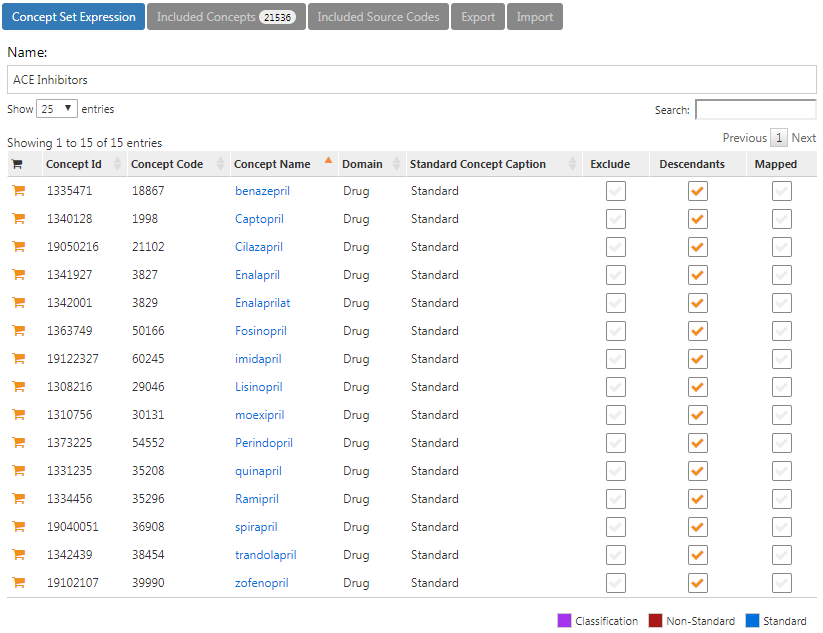 Concept Set Expression Included Concepts 21536 Included Source Codes Export Import
Name:
ACE Inhibitors
Show 25 entries Search:
Showing 1 to 15 of 15 entries Previous 1 Next
Concept Id Concept Code Concept Name Domain Standard Concept Caption Exclude Descendants Mapped
1335471 18867 benazepril Drug Standard
1340128 1998 Captopril Drug Standard
19050216 21102 Cilazapril Drug Standard
1341927 3827 Enalapril Drug Standard
1342001 3829 Enalaprilat Drug Standard
1363749 50166 Fosinopril Drug Standard
19122327 60245 imidapril Drug Standard
1308216 29046 Lisinopril Drug Standard
1310756 30131 moexipril Drug Standard
1373225 54552 Perindopril Drug Standard
1331235 35208 quinapril Drug Standard
1334456 35296 Ramipril Drug Standard
19040051 36908 spirapril Drug Standard
1342439 38454 trandolapril Drug Standard
19102107 39990 zofenopril Drug Standard
Classification Non-Standard Standard